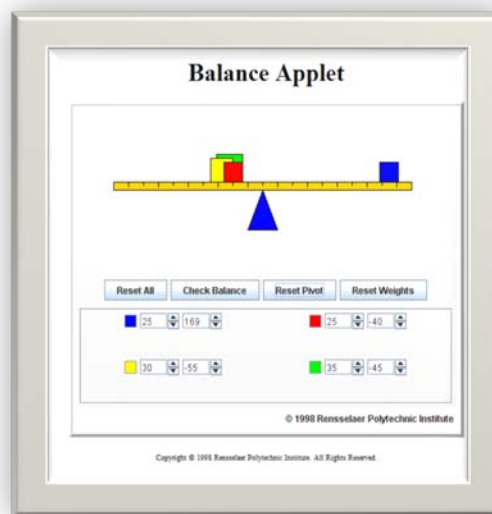 Balance Applet
Reset All Check Balance Reset Pivot Reset Weights
25 169 25 -40
30 -55 35 -45
© 1998 Rensselaer Polytechnic Institute
Copyright © 1998 Rensselaer Polytechnic Institute. All Rights Reserved.